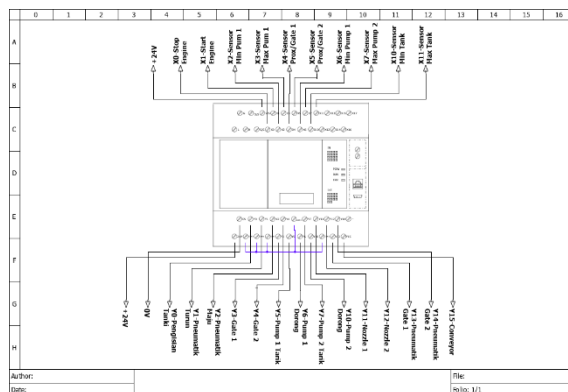 0 1 2 3 4 5 6 7 8 9 10 11 12 13 14 15 16
A
B
C
D
E
F
G
H
+24V
X0-Stop
Engine
X1-Start
Engine
X2-Sensor
Min Pum 1
X3-Sensor
Max Pum 1
X4-Sensor
Prox/Gate 1
X5-Sensor
Prox/Gate 2
X6-Sensor
Min Pump 1
X7-Sensor
Max Pump 2
X10-Sensor
Min Tank
X11-Sensor
Max Tank
+24V
0V
Y0-Pengisian
Tanki
Y1-Pneumatik
Turun
Y2-Pneumatik
Maju
Y3-Gate 1
Y4-Gate 2
Y5-Pump 1 Tarik
Y6-Pump 1
Dorong
Y7-Pump 2 Tank
Y10-Pump 2
Dorong
Y11-Nozzle 1
Y12-Nozzle 2
Y13-Pneumatik
Gate 1
Y14-Pneumatik
Gate 2
Y15-Conveyor
Author:
Date:
File:
Folio: 1/1